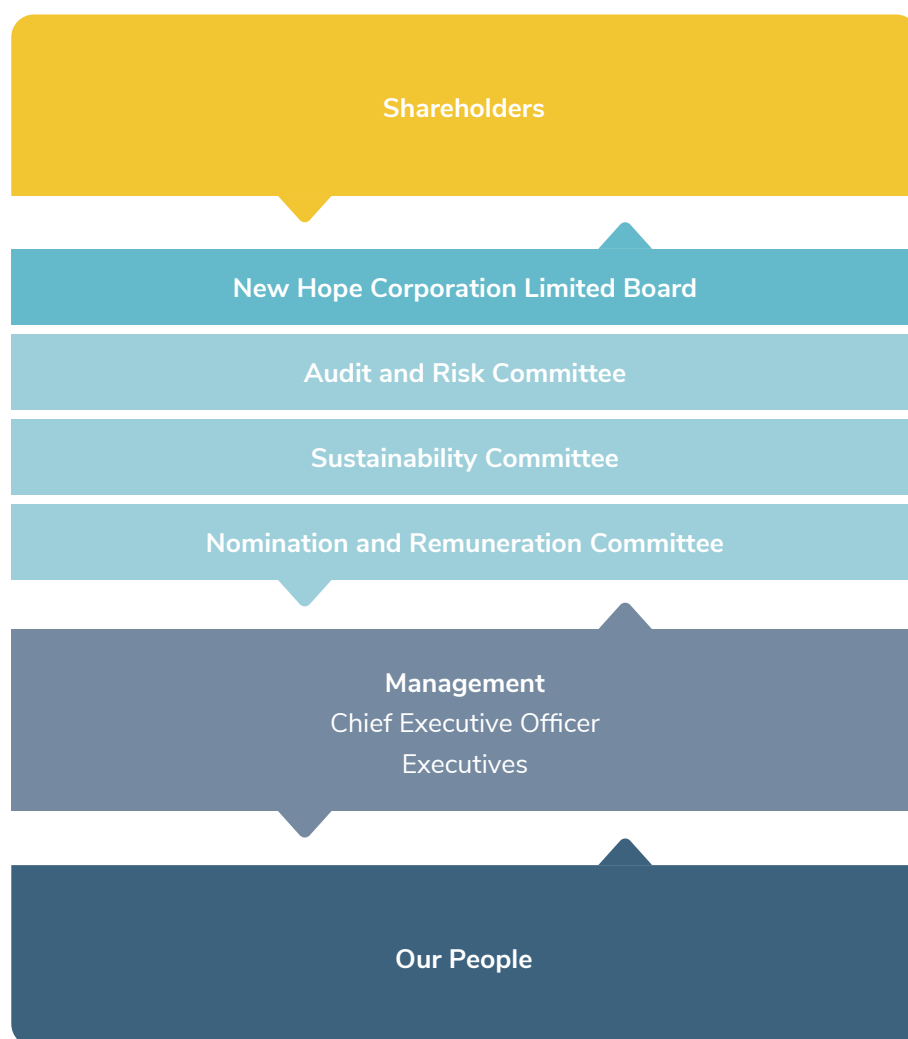 Shareholders
New Hope Corporation Limited Board
Audit and Risk Committee
Sustainability Committee
Nomination and Remuneration Committee
Management
Chief Executive Officer
Executives
Our People